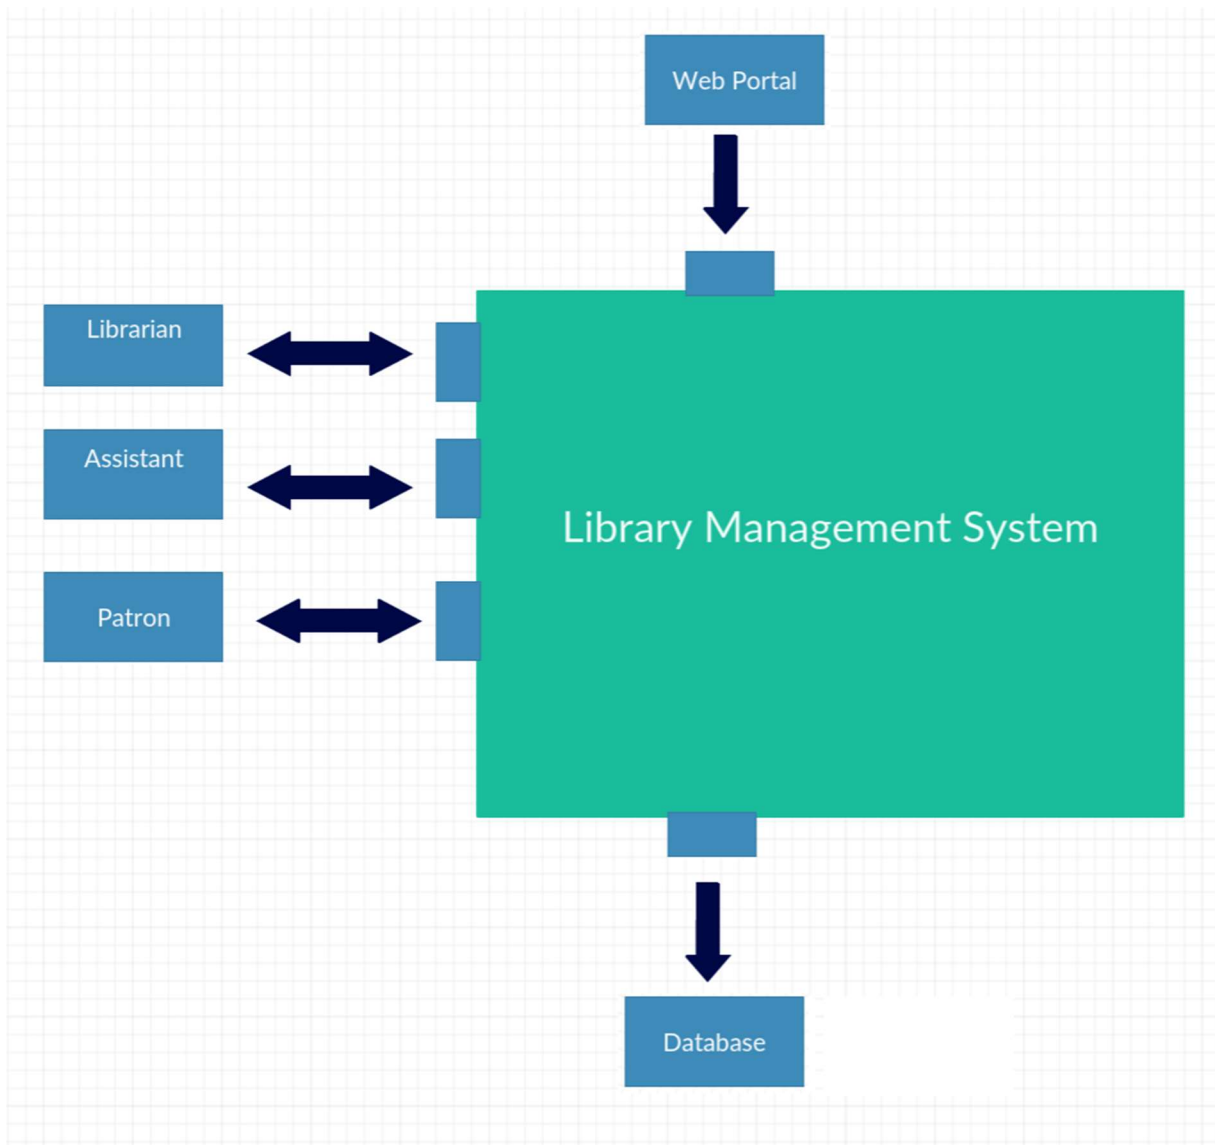 Web Portal
Librarian
Assistant
Library Management System
Patron
Database